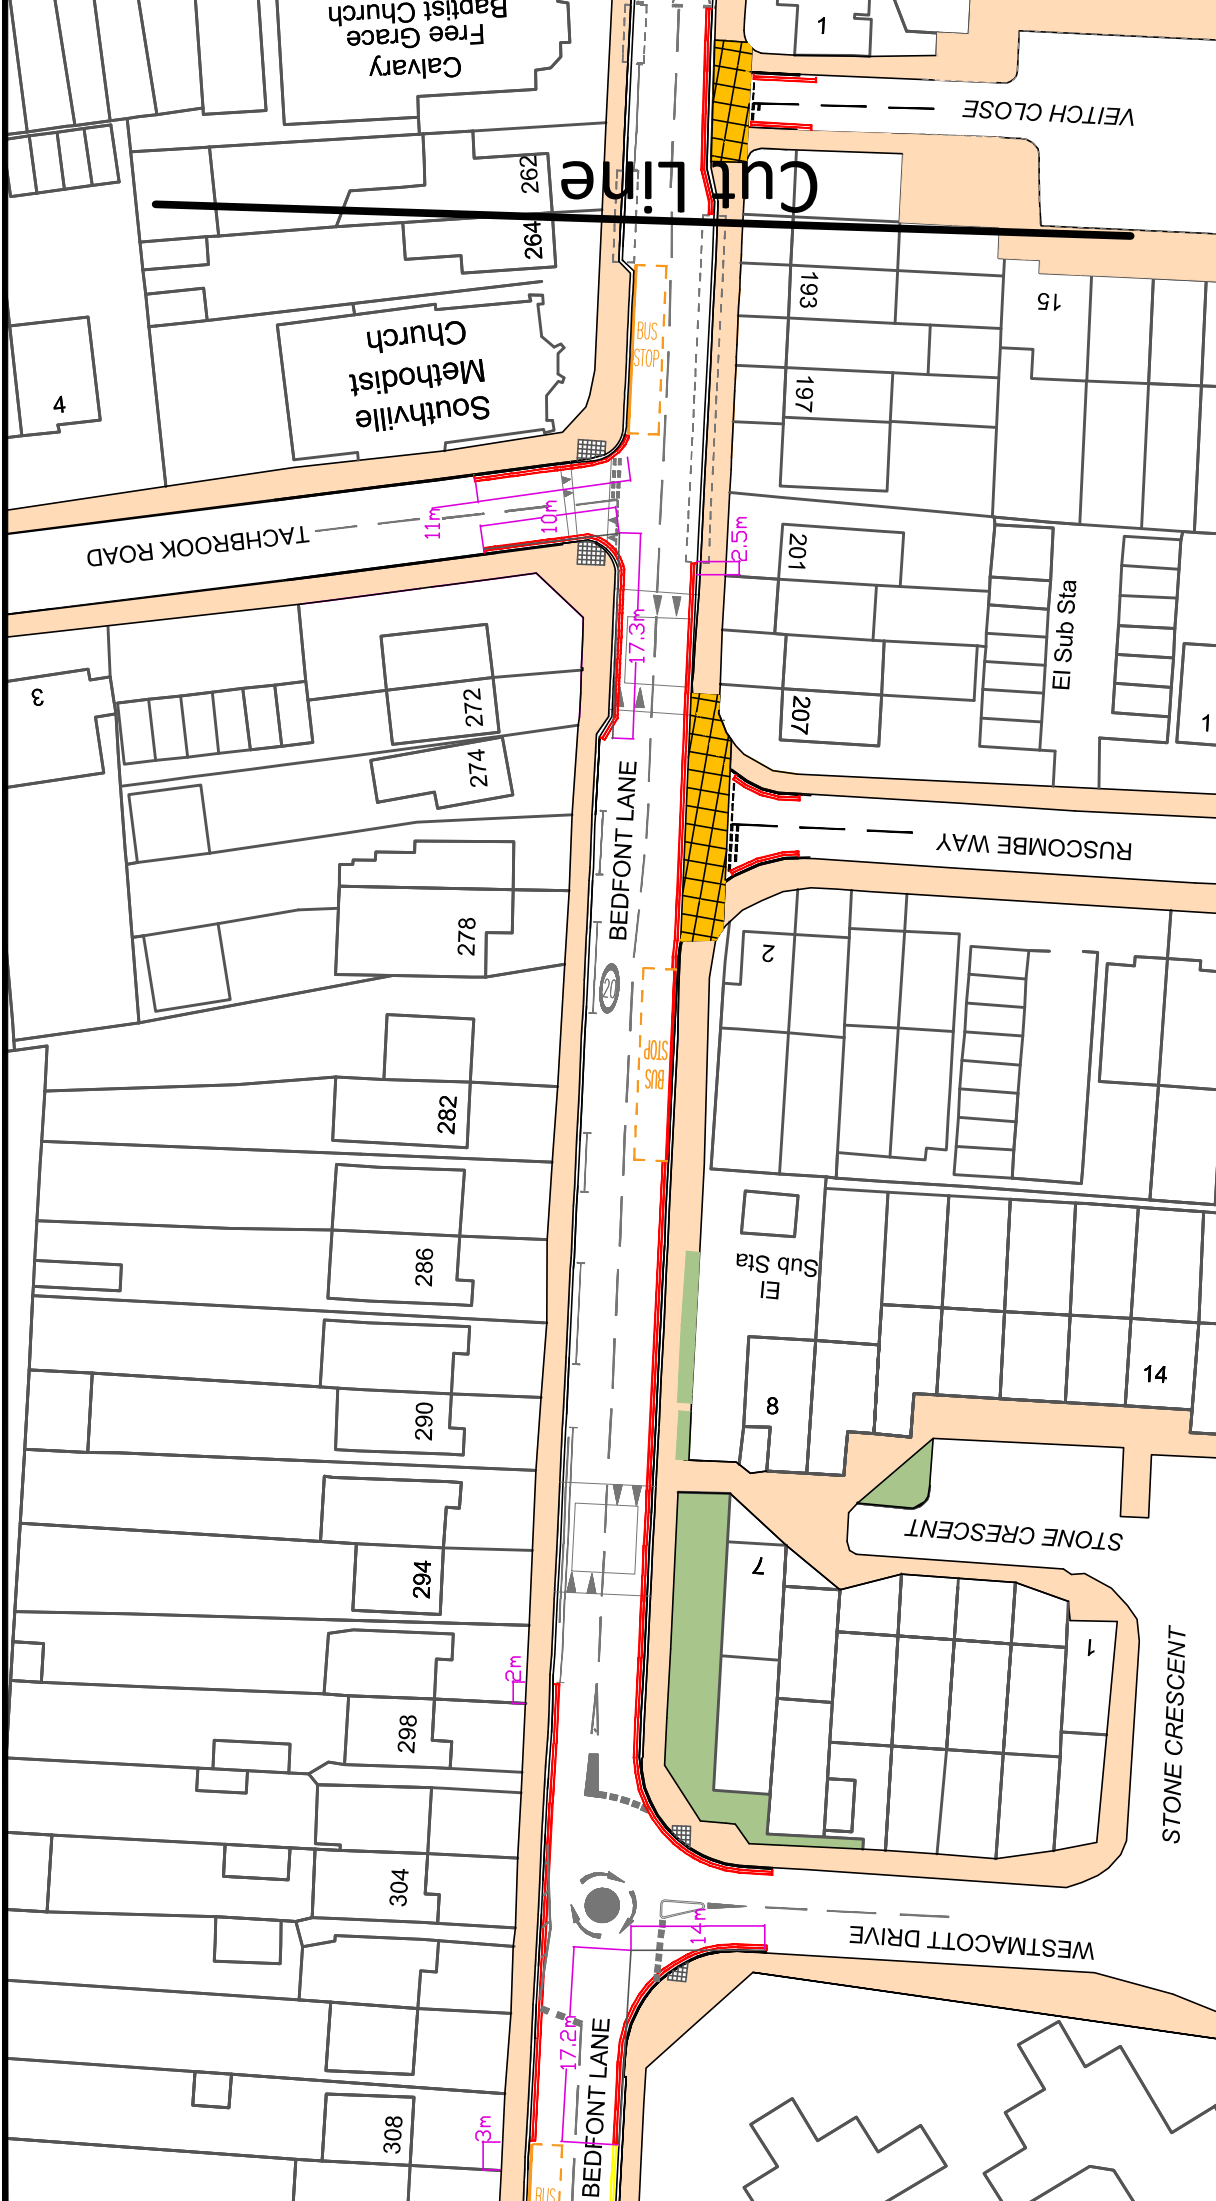 Calvary
Free Grace
Baptist Church
1
VEITCH CLOSE
262
Cut Line
264
193
15
BUS
STOP
Southville
Methodist
Church
4
197
11m
10m
TACHBROOK ROAD
2.5m
201
El Sub Sta
17.3m
3
272
207
1
274
BEDFONT LANE
RUSCOMBE WAY
278
2
20
BUS
STOP
282
286
El
Sub Sta
290
8
14
STONE CRESCENT
294
7
1
2m
298
STONE CRESCENT
304
14m
WESTMACOTT DRIVE
17.2m
BEDFONT LANE
308
3m
BUS